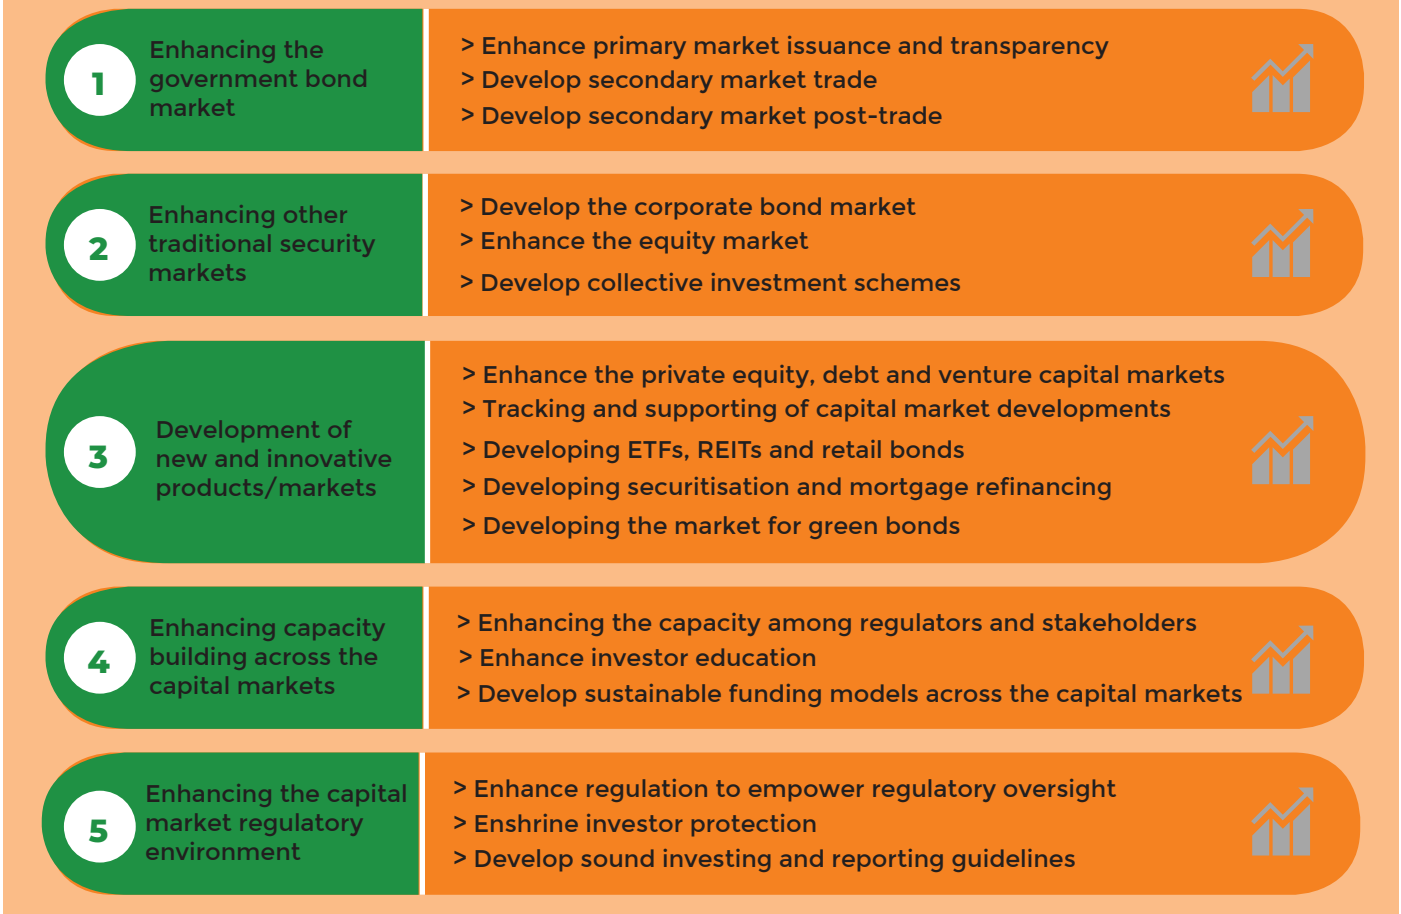 1
Enhancing the
government bond
market
> Enhance primary market issuance and transparency
> Develop secondary market trade
> Develop secondary market post-trade
2
Enhancing other
traditional security
markets
> Develop the corporate bond market
> Enhance the equity market
> Develop collective investment schemes
3
Development of
new and innovative
products/markets
> Enhance the private equity, debt and venture capital markets
> Tracking and supporting of capital market developments
> Developing ETFs, REITs and retail bonds
> Developing securitisation and mortgage refinancing
> Developing the market for green bonds
4
Enhancing capacity
building across the
capital markets
> Enhancing the capacity among regulators and stakeholders
> Enhance investor education
> Develop sustainable funding models across the capital markets
5
Enhancing the capital
market regulatory
environment
> Enhance regulation to empower regulatory oversight
> Enshrine investor protection
> Develop sound investing and reporting guidelines